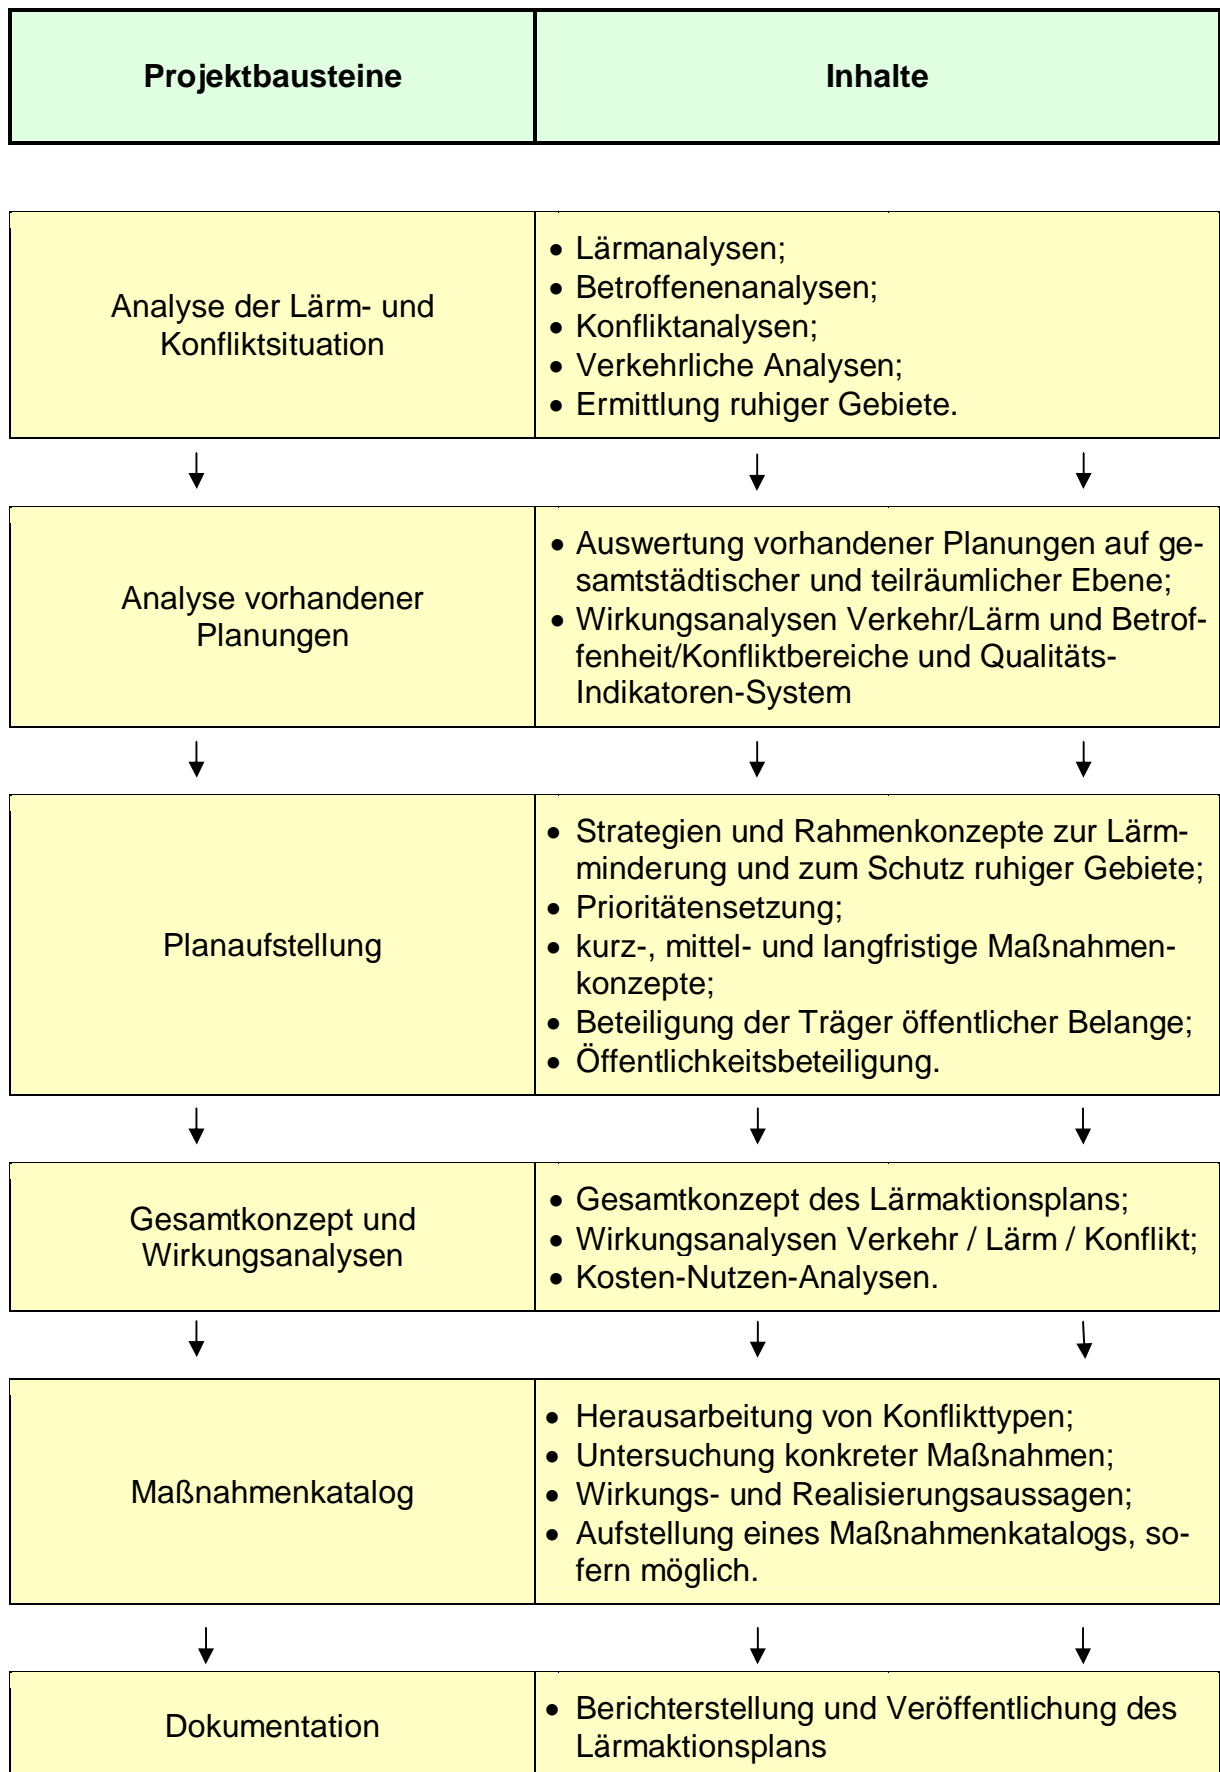 Projektbausteine
Inhalte
Analyse der Lärm- und
Konfliktsituation
• Lärmanalysen;
• Betroffenenanalysen;
• Konfliktanalysen;
• Verkehrliche Analysen;
• Ermittlung ruhiger Gebiete.
Analyse vorhandener
Planungen
• Auswertung vorhandener Planungen auf ge-
samtstädtischer und teilräumlicher Ebene;
• Wirkungsanalysen Verkehr/Lärm und Betrof-
fenheit/Konfliktbereiche und Qualitäts-
Indikatoren-System
Planaufstellung
• Strategien und Rahmenkonzepte zur Lärm-
minderung und zum Schutz ruhiger Gebiete;
• Prioritätensetzung;
• kurz-, mittel- und langfristige Maßnahmen-
konzepte;
• Beteiligung der Träger öffentlicher Belange;
• Öffentlichkeitsbeteiligung.
Gesamtkonzept und
Wirkungsanalysen
• Gesamtkonzept des Lärmaktionsplans;
• Wirkungsanalysen Verkehr / Lärm / Konflikt;
• Kosten-Nutzen-Analysen.
Maßnahmenkatalog
• Herausarbeitung von Konflikttypen;
• Untersuchung konkreter Maßnahmen;
• Wirkungs- und Realisierungsaussagen;
• Aufstellung eines Maßnahmenkatalogs, so-
fern möglich.
Dokumentation
• Berichterstellung und Veröffentlichung des
Lärmaktionsplans